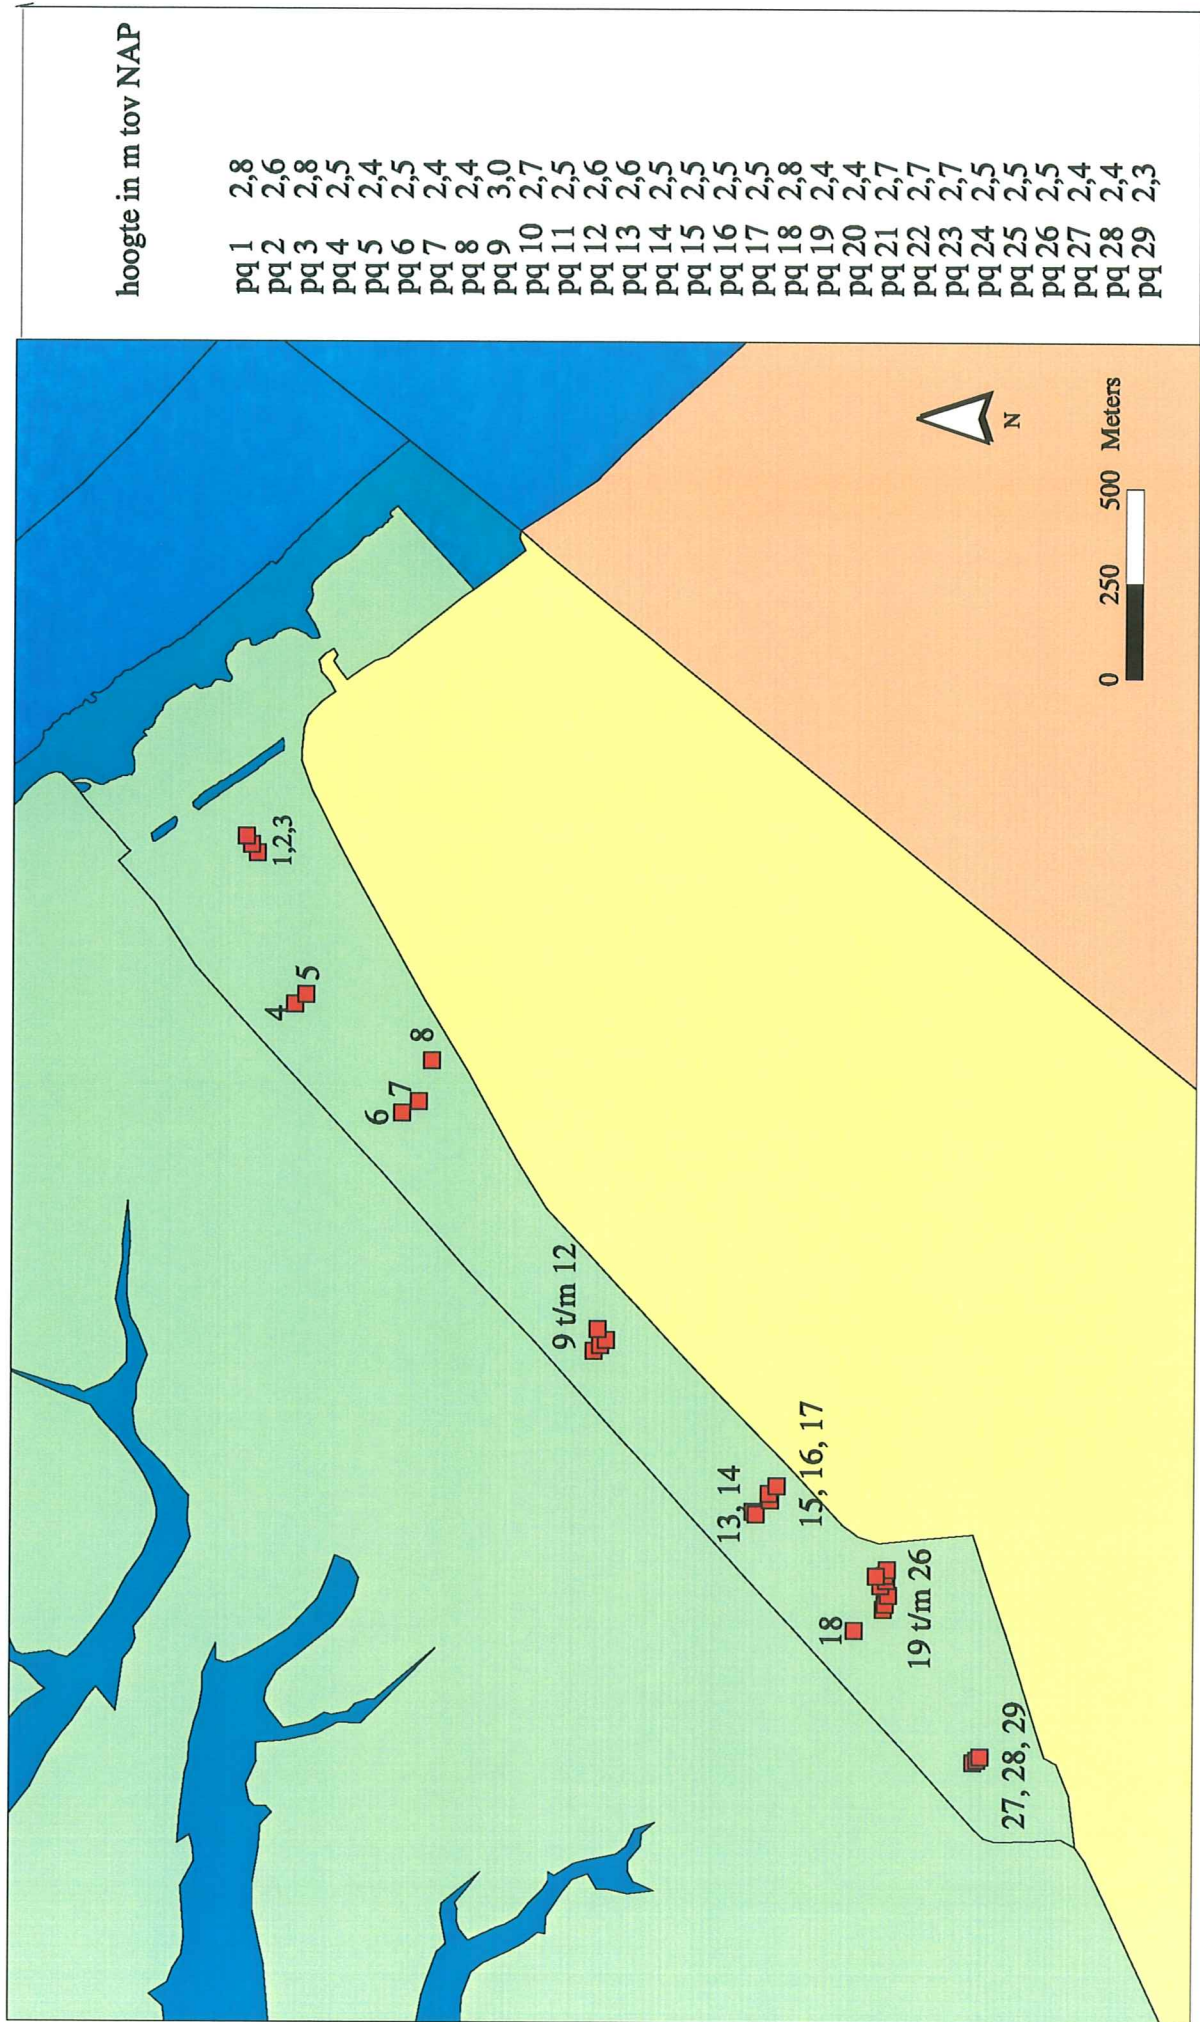 hoogte in m tov NAP
pq 1 2,8
pq 2 2,6
pq 3 2,8
pq 4 2,5
pq 5 2,4
pq 6 2,5
pq 7 2,4
pq 8 2,4
pq 9 3,0
pq 10 2,7
pq 11 2,5
pq 12 2,6
pq 13 2,6
pq 14 2,5
pq 15 2,5
pq 16 2,5
pq 17 2,5
pq 18 2,8
pq 19 2,4
pq 20 2,4
pq 21 2,7
pq 22 2,7
pq 23 2,7
pq 24 2,5
pq 25 2,5
pq 26 2,5
pq 27 2,4
pq 28 2,4
pq 29 2,3
1,2,3
4
5
6
7
8
9 t/m 12
13, 14
15, 16, 17
18
19 t/m 26
27, 28, 29
N
0 250 500 Meters